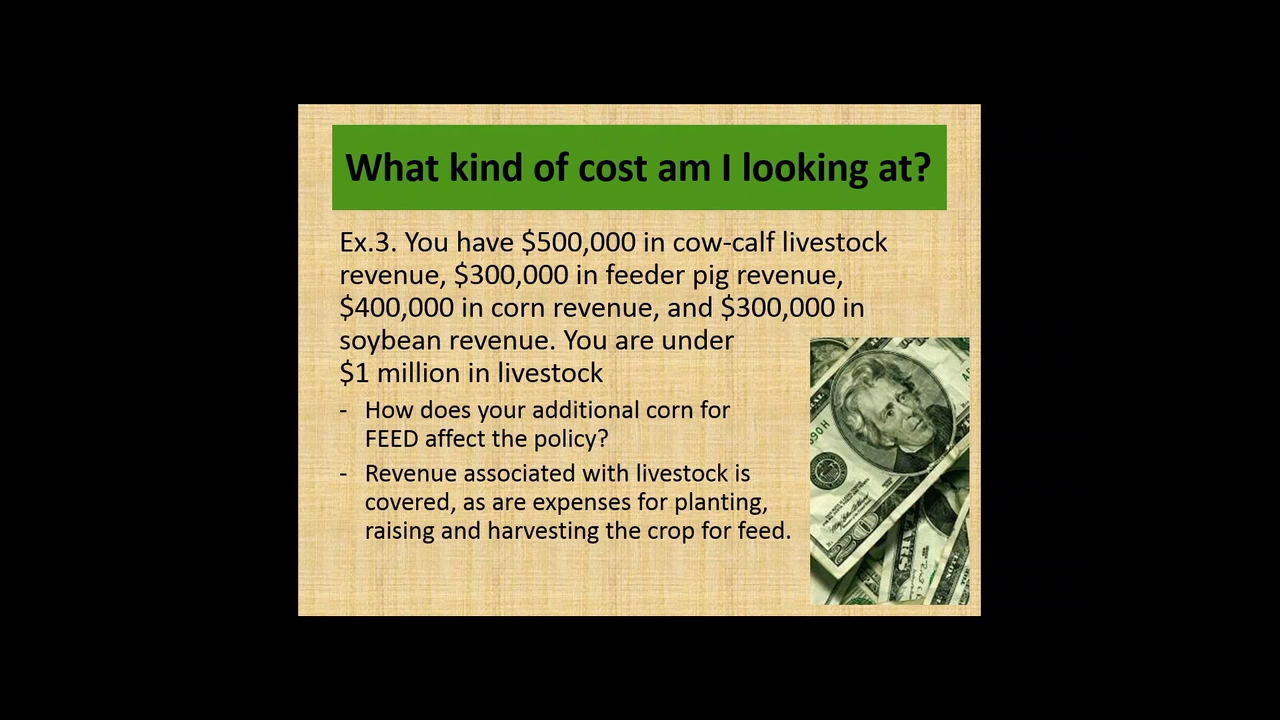 What kind of cost am I looking at?
Ex.3. You have $500,000 in cow-calf livestock
revenue, $300,000 in feeder pig revenue,
$400,000 in corn revenue, and $300,000 in
soybean revenue. You are under
$1 million in livestock
- How does your additional corn for
FEED affect the policy?
- Revenue associated with livestock is
covered, as are expenses for planting,
raising and harvesting the crop for feed.